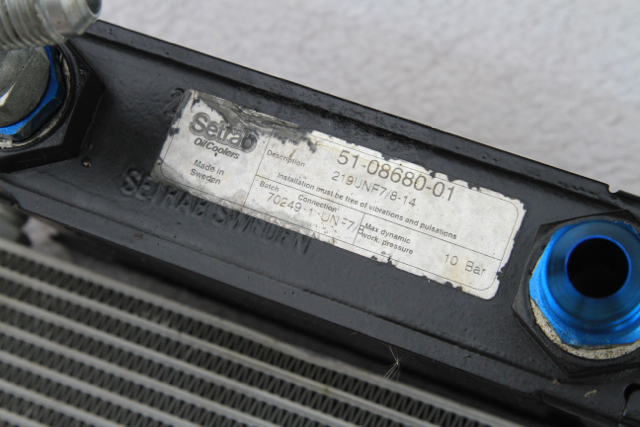 Setrab
OilCoolers
Made in
Sweden
Description
51-08680-01
219UNF7/8-14
Installation must be free of vibrations and pulsations
Batch
Connection
70249-1
UNF7/8
Max dynamic
work. pressure
10 Bar
SETRAB SWEDEN